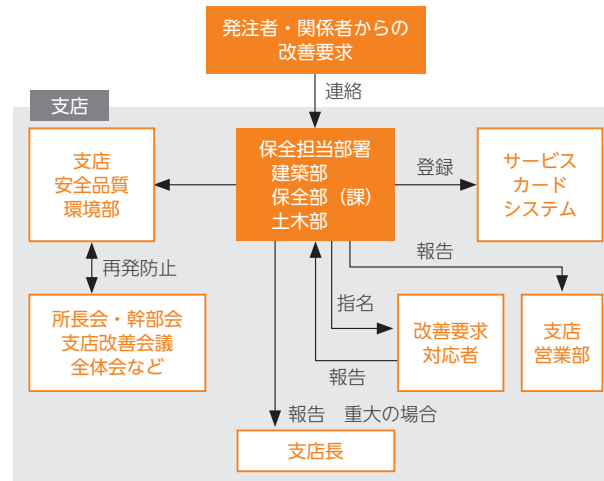 発注者・関係者からの
改善要求
連絡
支店
支店
安全品質
環境部
保全担当部署
建築部
保全部（課）
土木部
登録
サービス
カード
システム
再発防止
報告
指名
所長会・幹部会
支店改善会議
全体会など
改善要求
対応者
支店
営業部
報告
報告　重大の場合
支店長